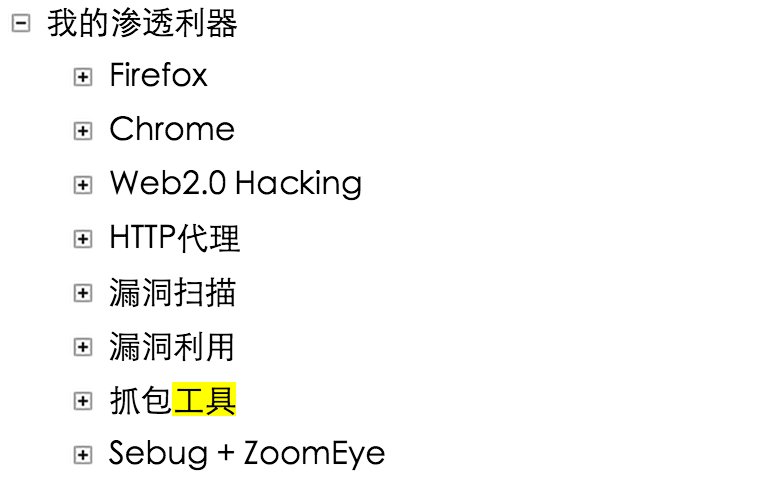 我的渗透利器
Firefox
Chrome
Web2.0 Hacking
HTTP代理
漏洞扫描
漏洞利用
抓包工具
Sebug + ZoomEye